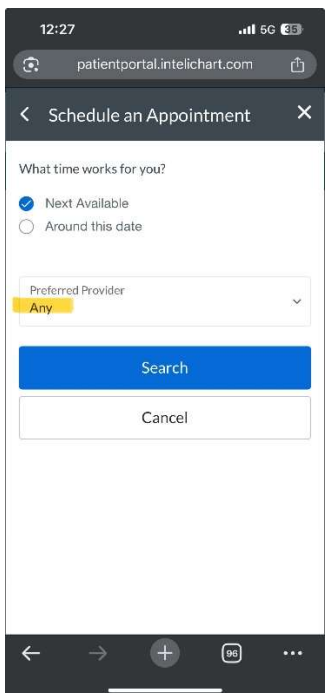 12:27
5G 35
patientportal.intelichart.com
Schedule an Appointment
What time works for you?
Next Available
Around this date
Preferred Provider
Any
Search
Cancel
96